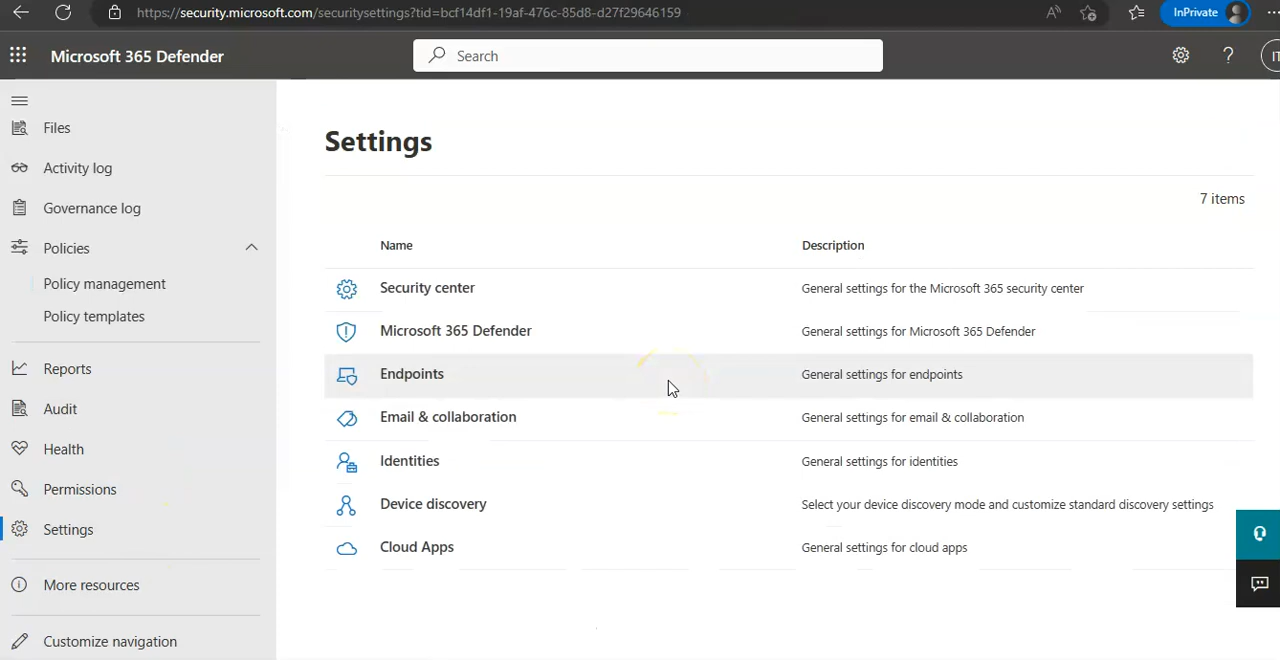 https://security.microsoft.com/securitysettings?tid=bcf14df1-19af-476c-85d8-d27f29646159
InPrivate
Microsoft 365 Defender
Search
Files
Activity log
Governance log
Policies
Policy management
Policy templates
Reports
Audit
Health
Permissions
Settings
More resources
Customize navigation
Settings
7 items
Name Description
Security center General settings for the Microsoft 365 security center
Microsoft 365 Defender General settings for Microsoft 365 Defender
Endpoints General settings for endpoints
Email & collaboration General settings for email & collaboration
Identities General settings for identities
Device discovery Select your device discovery mode and customize standard discovery settings
Cloud Apps General settings for cloud apps